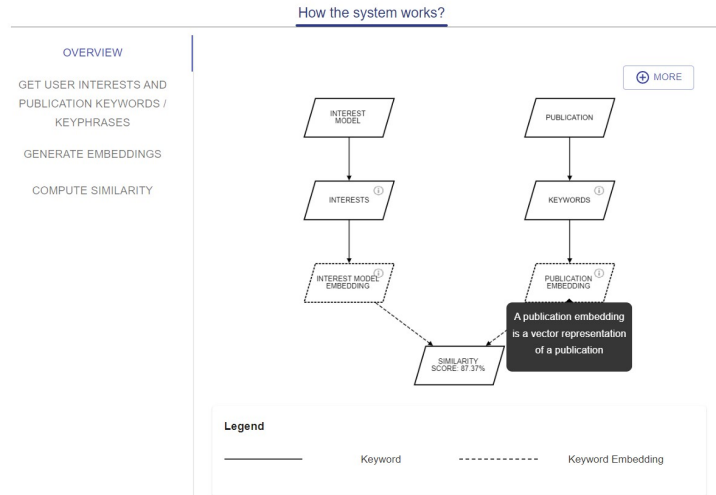 How the system works?
OVERVIEW
GET USER INTERESTS AND
PUBLICATION KEYWORDS /
KEYPHRASES
GENERATE EMBEDDINGS
COMPUTE SIMILARITY
MORE
INTEREST
MODEL
PUBLICATION
INTERESTS
KEYWORDS
INTEREST MODEL
EMBEDDING
PUBLICATION
EMBEDDING
A publication embedding
is a vector representation
of a publication
SIMILARITY
SCORE: 87.37%
Legend
Keyword
Keyword Embedding